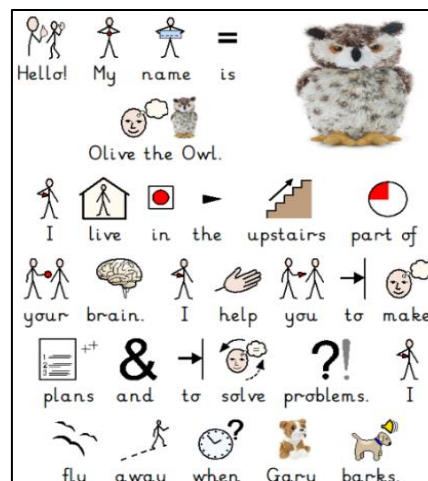 Hello! My name is
Olive the Owl.
I live in the upstairs part of
your brain. I help you to make
plans and to solve problems. I
fly away when Gary barks.